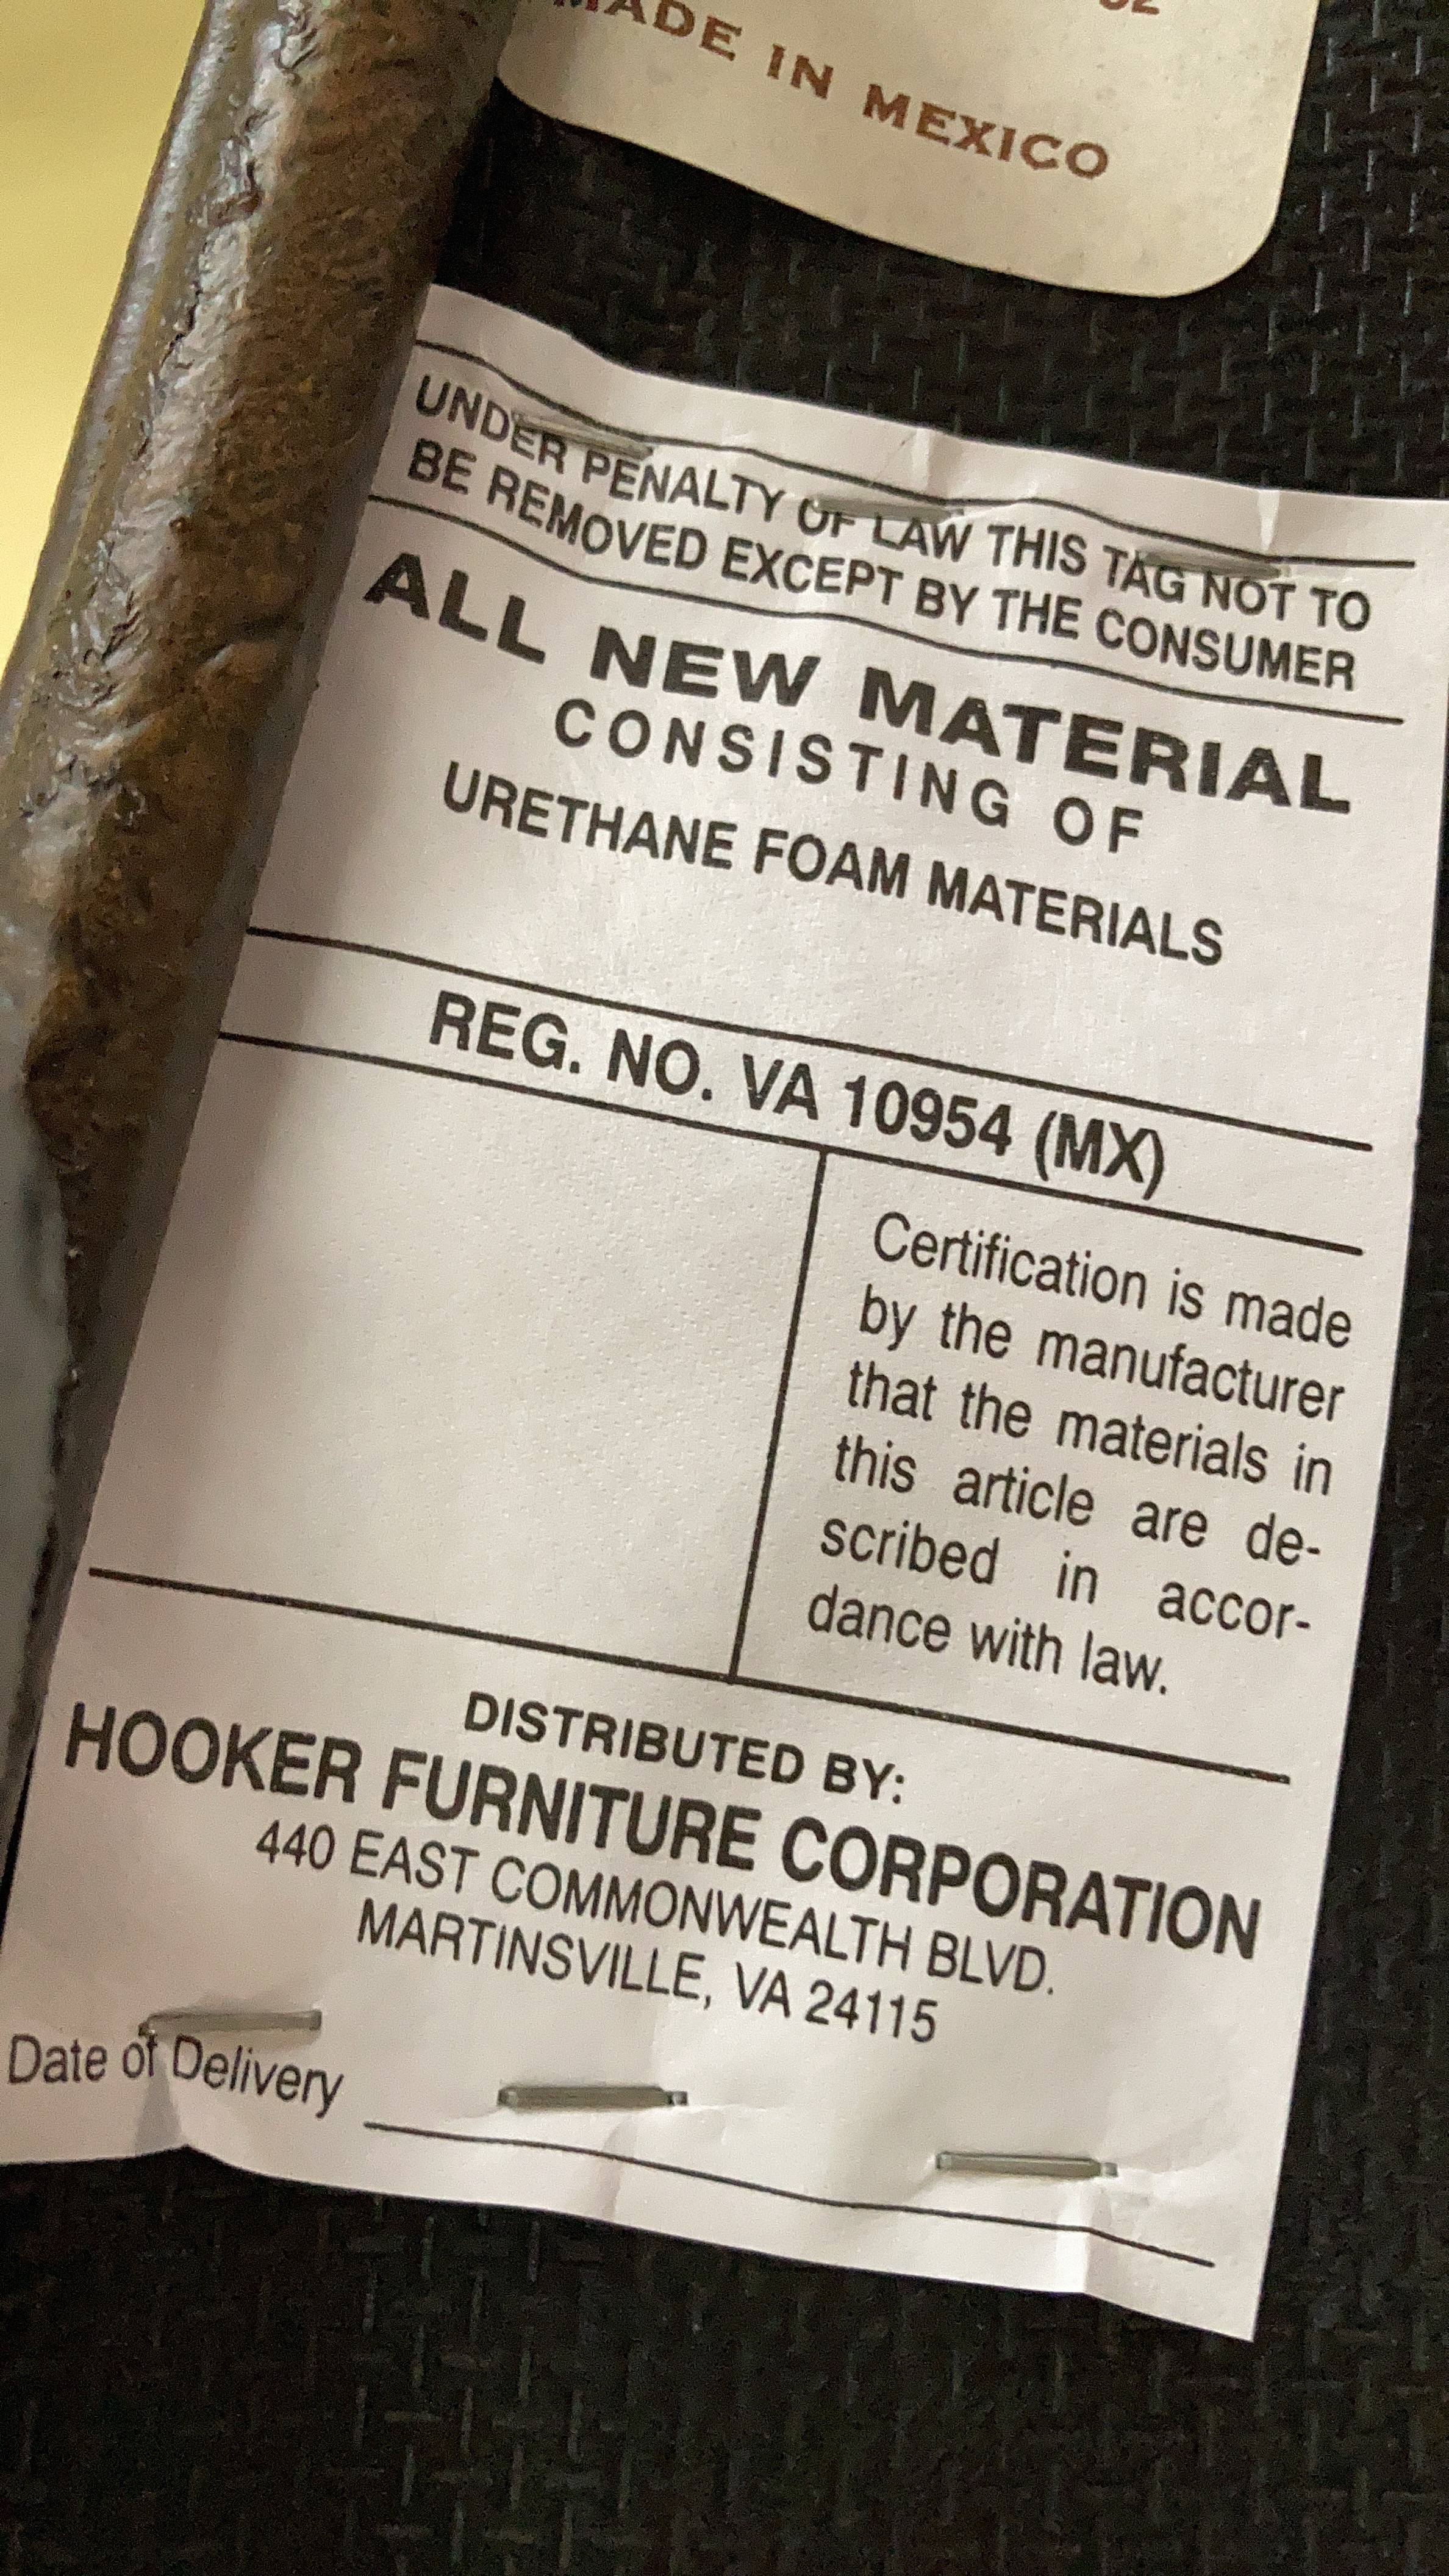 MADE IN MEXICO
UNDER PENALTY OF LAW THIS TAG NOT TO
BE REMOVED EXCEPT BY THE CONSUMER
ALL NEW MATERIAL
CONSISTING OF
URETHANE FOAM MATERIALS
REG. NO. VA 10954 (MX)
Certification is made
by the manufacturer
that the materials in
this article are de-
scribed in accor-
dance with law.
DISTRIBUTED BY:
HOOKER FURNITURE CORPORATION
440 EAST COMMONWEALTH BLVD.
MARTINSVILLE, VA 24115
Date of Delivery